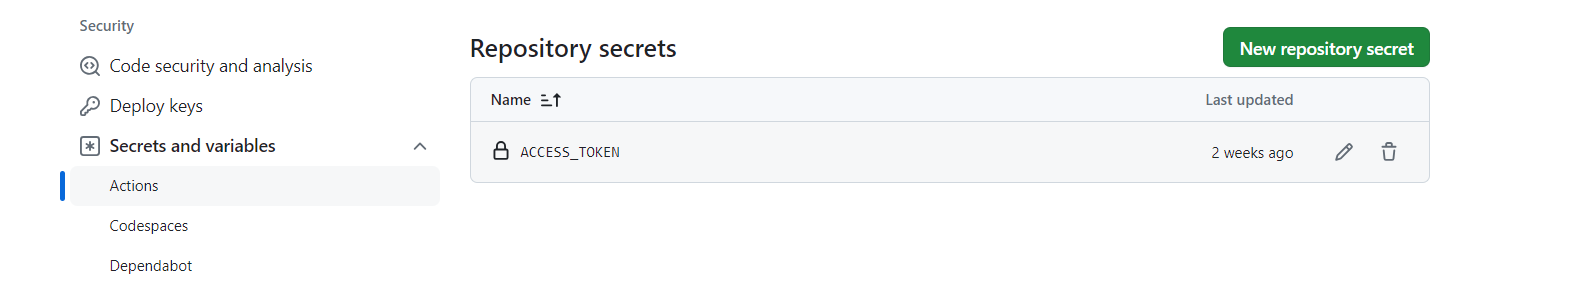 Security
Code security and analysis
Deploy keys
Secrets and variables
Actions
Codespaces
Dependabot
Repository secrets
New repository secret
Name
Last updated
ACCESS_TOKEN
2 weeks ago